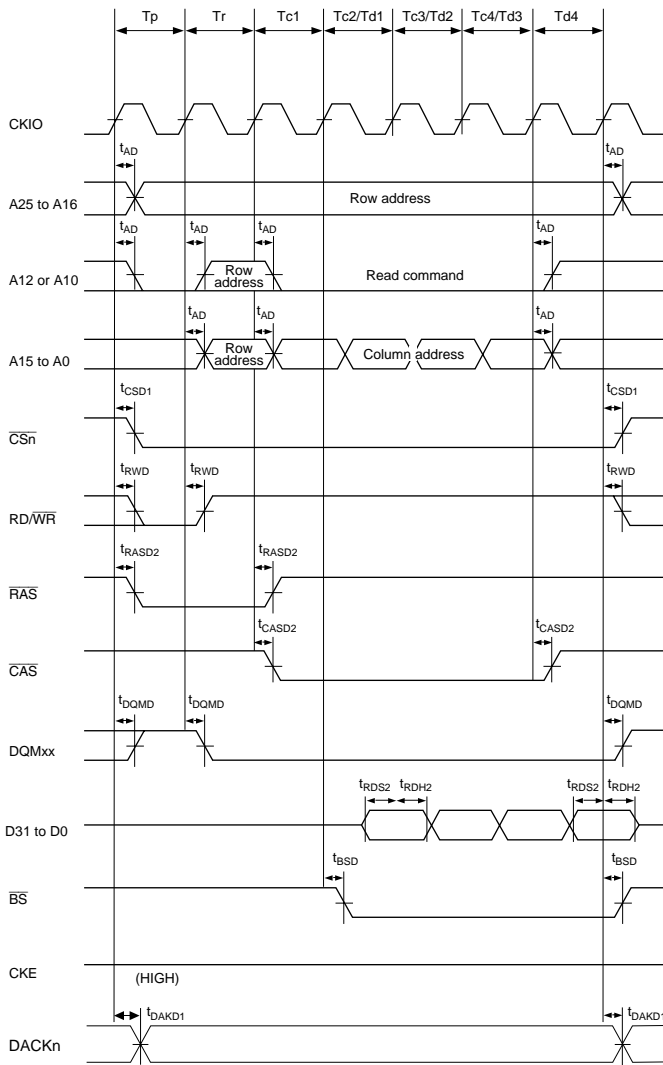 Tp Tr Tc1 Tc2/Td1 Tc3/Td2 Tc4/Td3 Td4
CKIO
tAD tAD
A25 to A16 Row address
tAD tAD tAD tAD
A12 or A10 Row address Read command
tAD tAD tAD
A15 to A0 Row address Column address
tCSD1 tCSD1
CSn
tRWD tRWD tRWD
RD/WR
tRASD2 tRASD2
RAS
tCASD2 tCASD2
CAS
tDQMD tDQMD tDQMD
DQMxx
tRDS2 tRDH2 tRDS2 tRDH2
D31 to D0
tBSD tBSD
BS
CKE
(HIGH)
tDAKD1 tDAKD1
DACKn